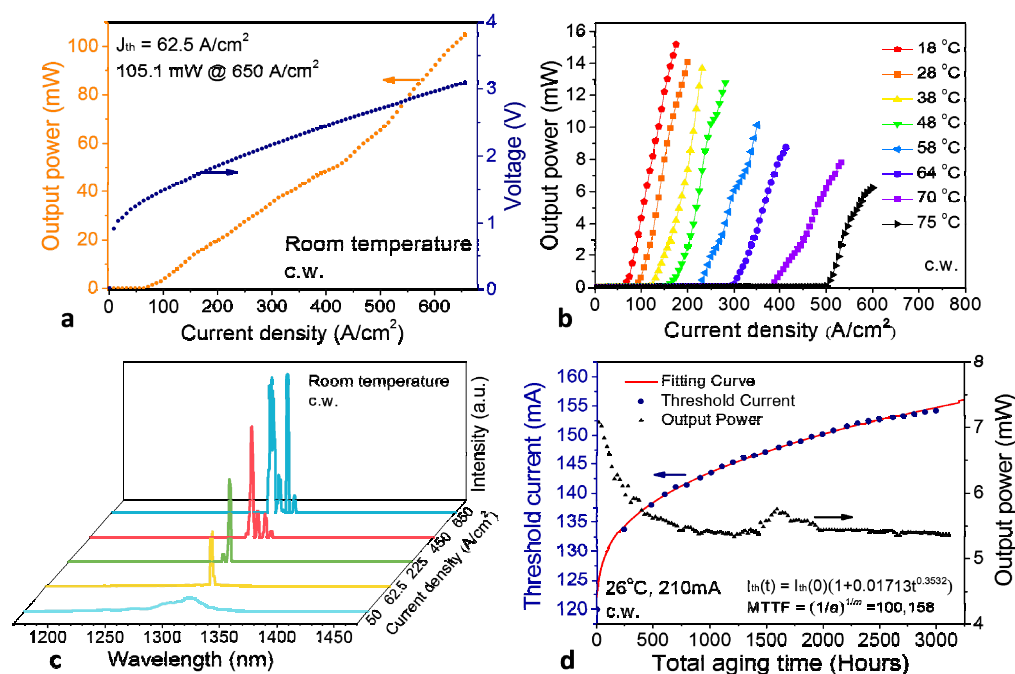 a
Output power (mW)
100
80
60
40
20
0
Jth = 62.5 A/cm²
105.1 mW @ 650 A/cm²
Room temperature
c.w.
4
3
2
1
0
Voltage (V)
0 100 200 300 400 500 600
Current density (A/cm²)
b
Output power (mW)
16
14
12
10
8
6
4
2
0
18 °C
28 °C
38 °C
48 °C
58 °C
64 °C
70 °C
75 °C
c.w.
0 100 200 300 400 500 600 700 800
Current density (A/cm²)
c
Room temperature
c.w.
Intensity (a.u.)
50 62.5 225 450 650
Current density (A/cm²)
1200 1250 1300 1350 1400 1450
Wavelength (nm)
d
Threshold current (mA)
160
155
150
145
140
135
130
125
120
Fitting Curve
Threshold Current
Output Power
26°C, 210mA
c.w.
Ith(t) = Ith(0)(1+0.01713t^0.3532)
MTTF = (1/a)^1/m =100,158
8
7
6
5
4
Output power (mW)
0 500 1000 1500 2000 2500 3000
Total aging time (Hours)